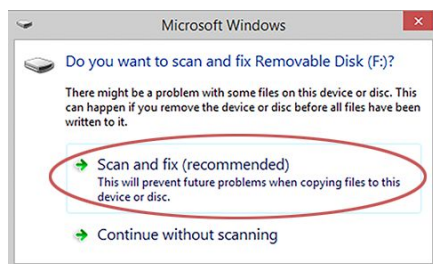 Microsoft Windows
Do you want to scan and fix Removable Disk (F:)?
There might be a problem with some files on this device or disc. This
can happen if you remove the device or disc before all files have been
written to it.
Scan and fix (recommended)
This will prevent future problems when copying files to this
device or disc.
Continue without scanning